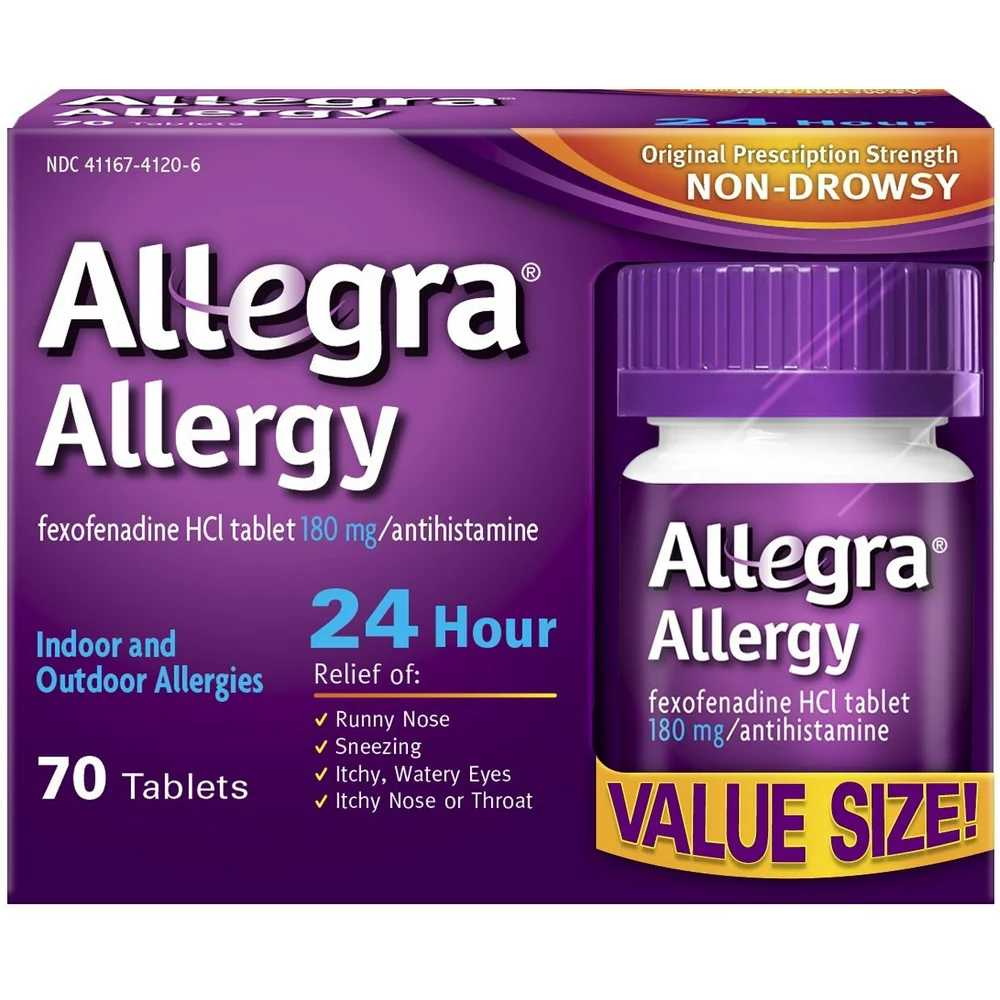 Allegra®
Allergy
70 Tablets
24 Hour
NDC 41167-4120-6
Original Prescription Strength
NON-DROWSY
Allegra®
Allergy
fexofenadine HCl tablet 180 mg/antihistamine
Indoor and
Outdoor Allergies
24 Hour
Relief of:
✓ Runny Nose
✓ Sneezing
✓ Itchy, Watery Eyes
✓ Itchy Nose or Throat
70 Tablets
Allegra®
Allergy
fexofenadine HCl tablet
180 mg/antihistamine
VALUE SIZE!